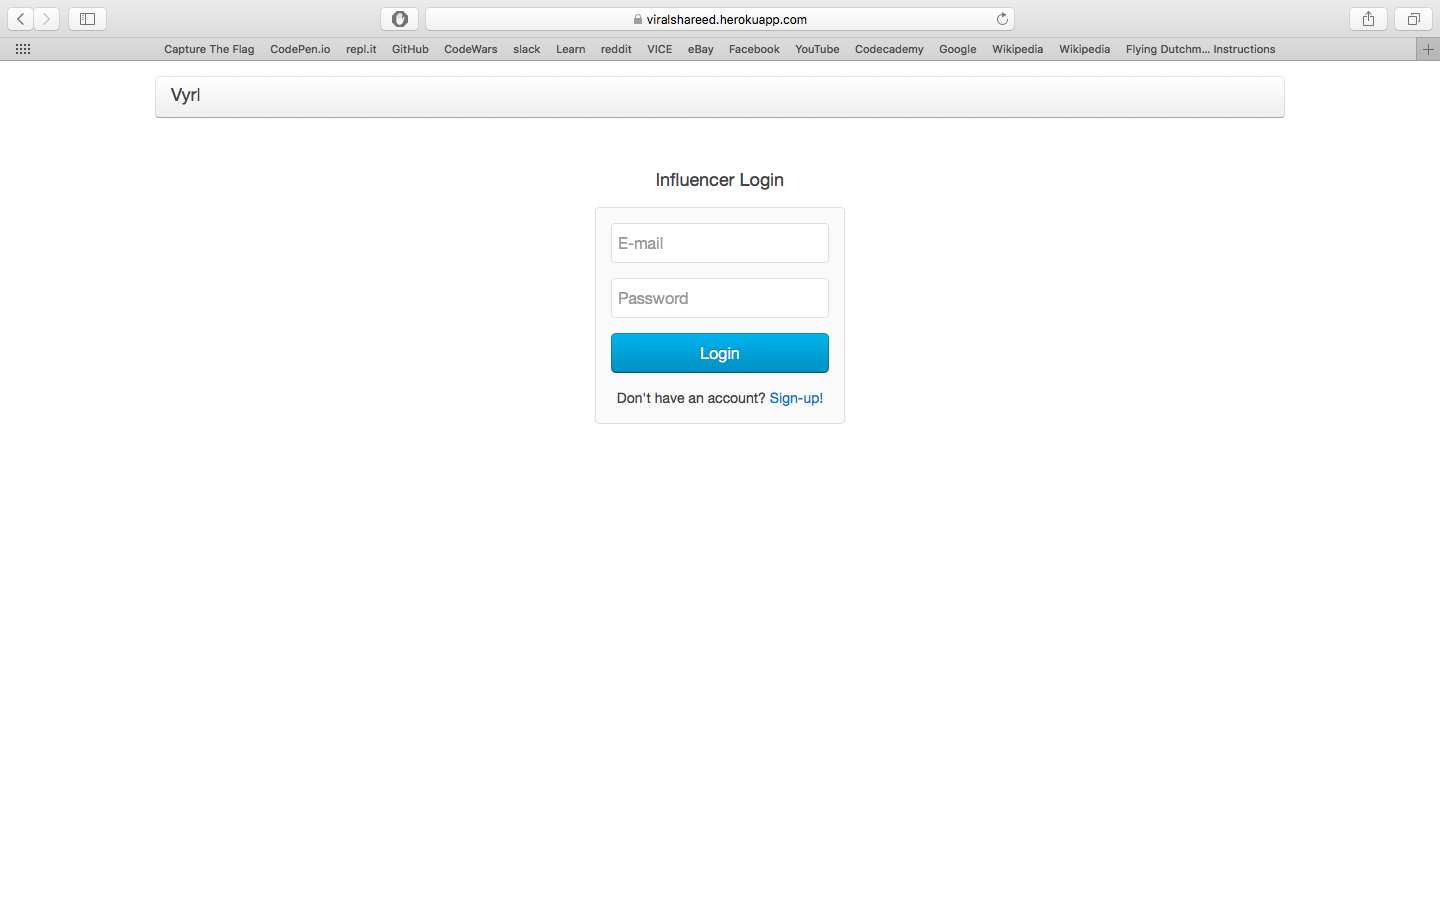 viralshareed.herokuapp.com
Capture The Flag CodePen.io repl.it GitHub CodeWars slack Learn reddit VICE eBay Facebook YouTube Codecademy Google Wikipedia Wikipedia Flying Dutchm... Instructions
Vyrl
Influencer Login
E-mail
Password
Login
Don't have an account? Sign-up!